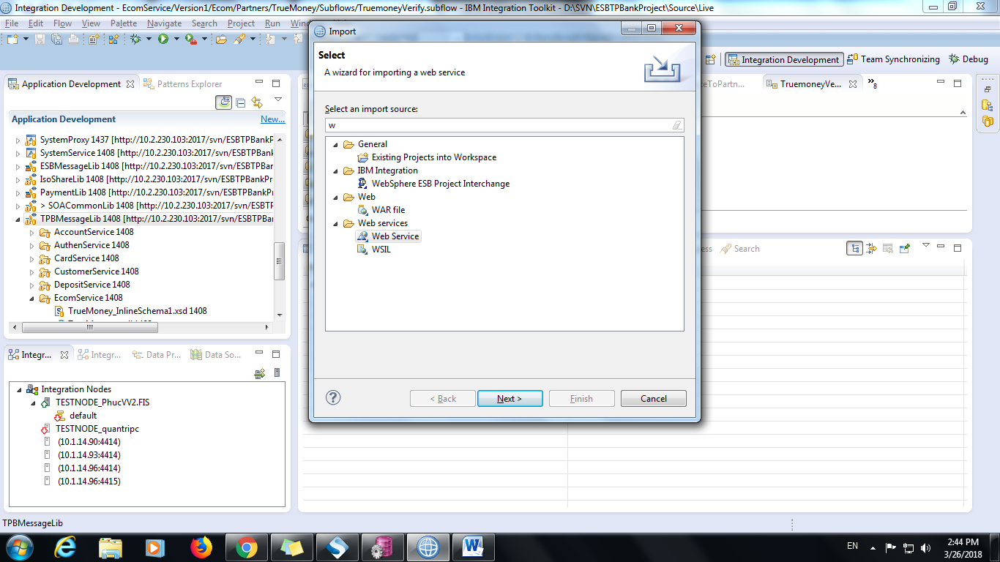 Integration Development - EcomService/Version1/Ecom/Partners/TrueMoney/Subflows/TruemoneyVerify.subflow - IBM Integration Toolkit - D:\SVN\ESBTPBankProject\Source\Live
File Edit Flow View Palette Navigate Search Project Run
Integration Development Team Synchronizing Debug
Application Development Patterns Explorer
TruemoneyVe... 8
Application Development New...
SystemProxy 1437 [http://10.2.230.103:2017/svn/ESBTPBankP
SystemService 1408 [http://10.2.230.103:2017/svn/ESBTPBank
ESBMessageLib 1408 [http://10.2.230.103:2017/svn/ESBTPBan
IsoShareLib 1408 [http://10.2.230.103:2017/svn/ESBTPBankPr
PaymentLib 1408 [http://10.2.230.103:2017/svn/ESBTPBankPr
> SOACommonLib 1408 [http://10.2.230.103:2017/svn/ESBTP
TPBMessageLib 1408 [http://10.2.230.103:2017/svn/ESBTPBa
AccountService 1408
AuthenService 1408
CardService 1408
CustomerService 1408
DepositService 1408
EcomService 1408
TrueMoney_InlineSchema1.xsd 1408
Integr... Integr... Data Pr... Data So...
Integration Nodes
TESTNODE_PhucVV2.FIS
default
TESTNODE_quantripc
(10.1.14.90:4414)
(10.1.14.93:4414)
(10.1.14.96:4414)
(10.1.14.96:4415)
Import
Select
A wizard for importing a web service
Select an import source:
w
General
Existing Projects into Workspace
IBM Integration
WebSphere ESB Project Interchange
Web
WAR file
Web services
Web Service
WSIL
< Back Next > Finish Cancel
Search
TPBMessageLib
EN
2:44 PM
3/26/2018